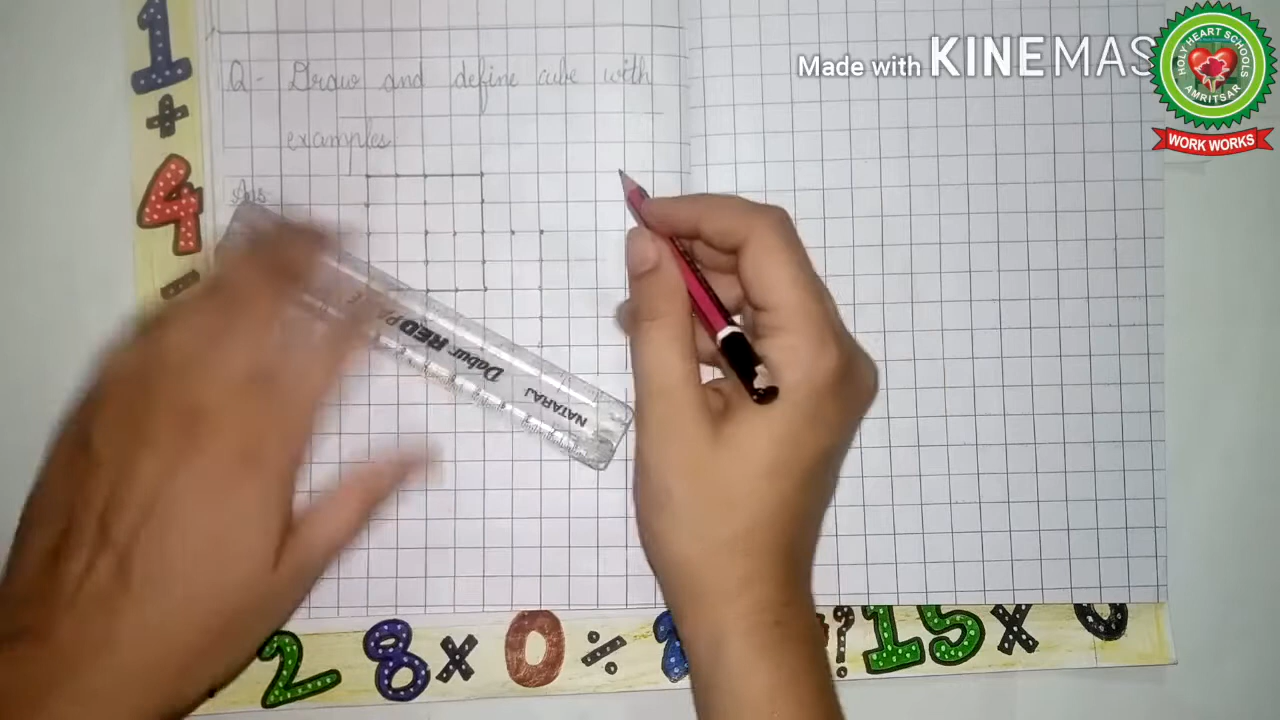 Made with KINEMAS
HOLY HEART SCHOOLS
AMRITSAR
WORK WORKS
Q- Draw and define cube with
examples
Ans
1
+
4
-
Dabur RED
NATARAJ
2 8 x 0 ÷ ? 15 x 0